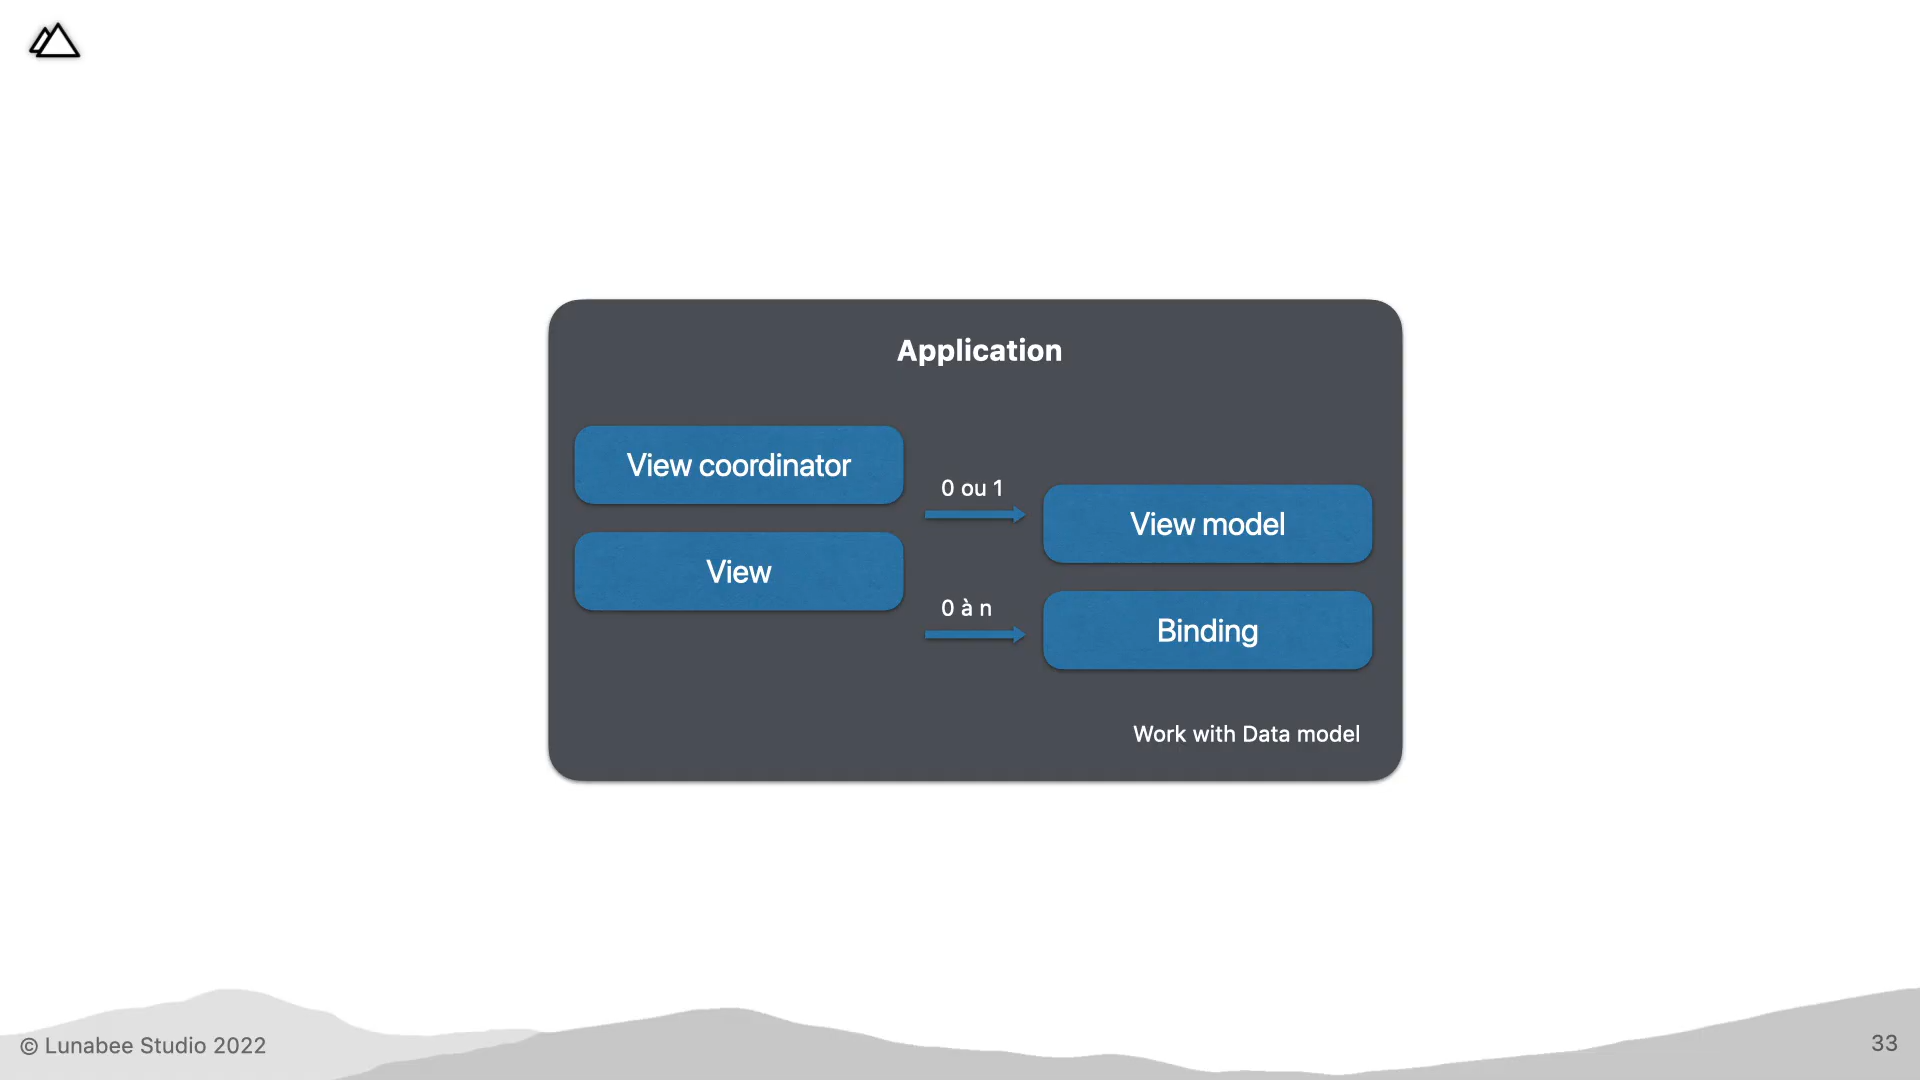 Application
View coordinator
0 ou 1
View model
View
0 à n
Binding
Work with Data model
© Lunabee Studio 2022
33